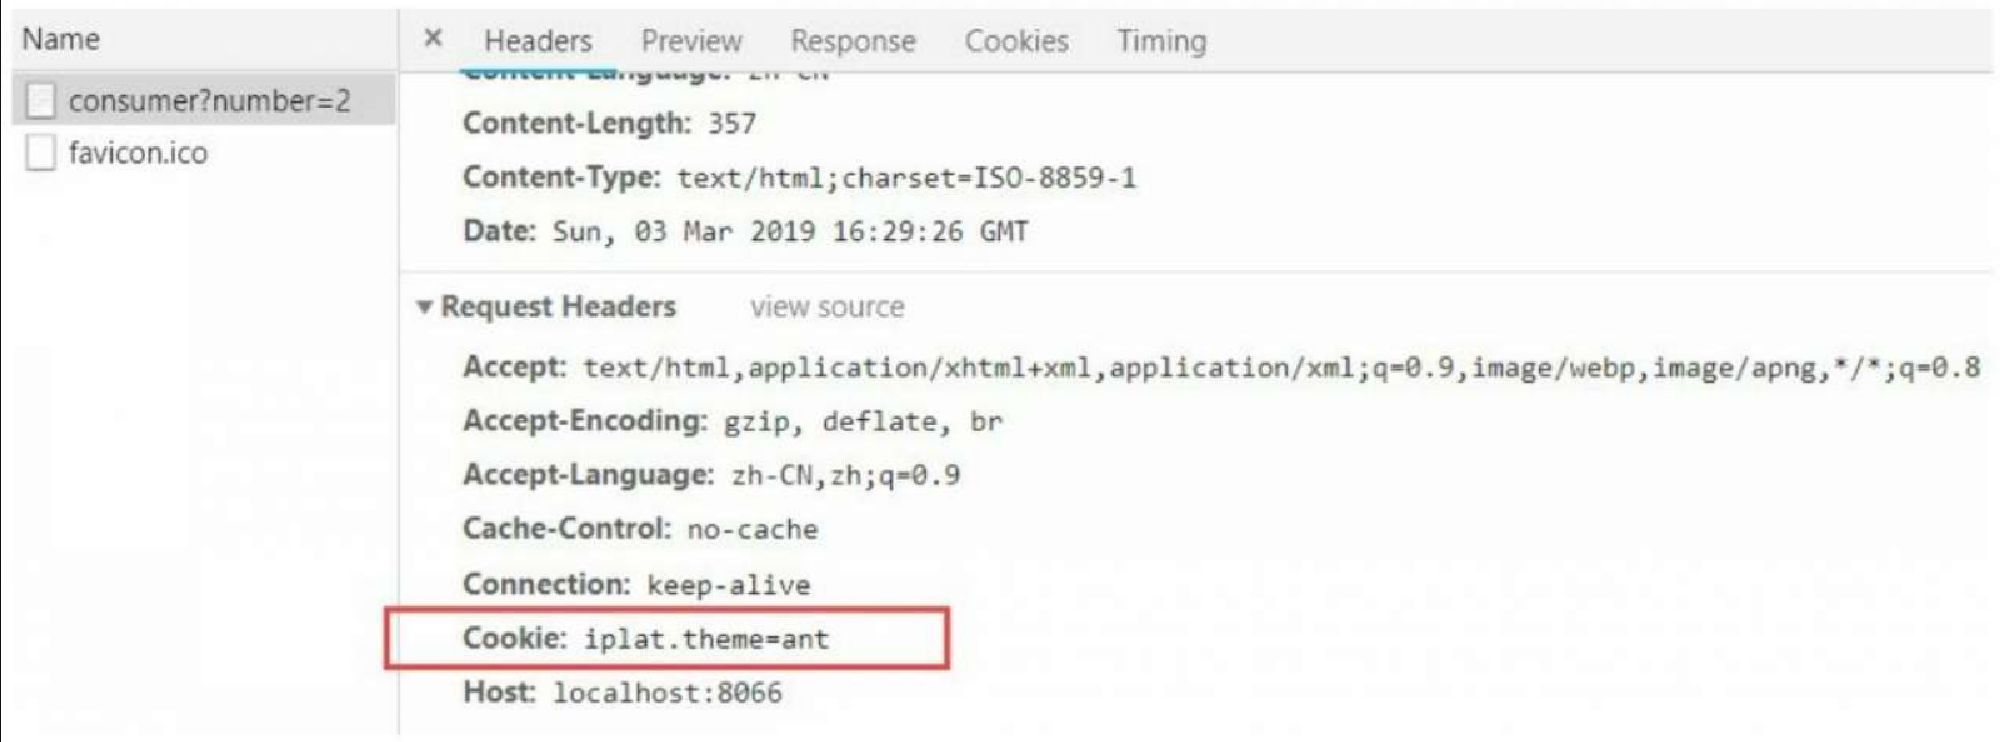 Name
× Headers Preview Response Cookies Timing
consumer?number=2
favicon.ico
Content-Language: zh-CN
Content-Length: 357
Content-Type: text/html;charset=ISO-8859-1
Date: Sun, 03 Mar 2019 16:29:26 GMT
▼ Request Headers view source
Accept: text/html,application/xhtml+xml,application/xml;q=0.9,image/webp,image/apng,*/*;q=0.8
Accept-Encoding: gzip, deflate, br
Accept-Language: zh-CN,zh;q=0.9
Cache-Control: no-cache
Connection: keep-alive
Cookie: iplat.theme=ant
Host: localhost:8066